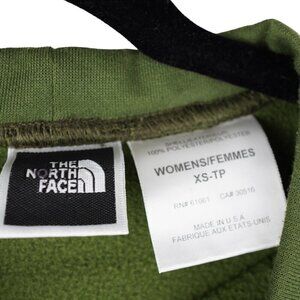 THE
NORTH
FACE
100% POLYESTER/POLYESTER
WOMENS/FEMMES
XS-TP
RN# 61661 CA# 30516
MADE IN U.S.A
FABRIQUE AUX ETATS-UNIS